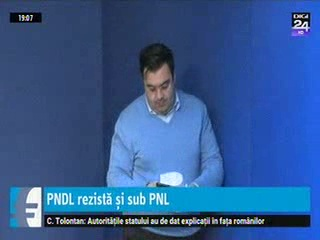 19:07
DIGI
24
HD
PNDL rezistă și sub PNL
C. Tolontan: Autoritățile statului au de dat explicații în fața românilor